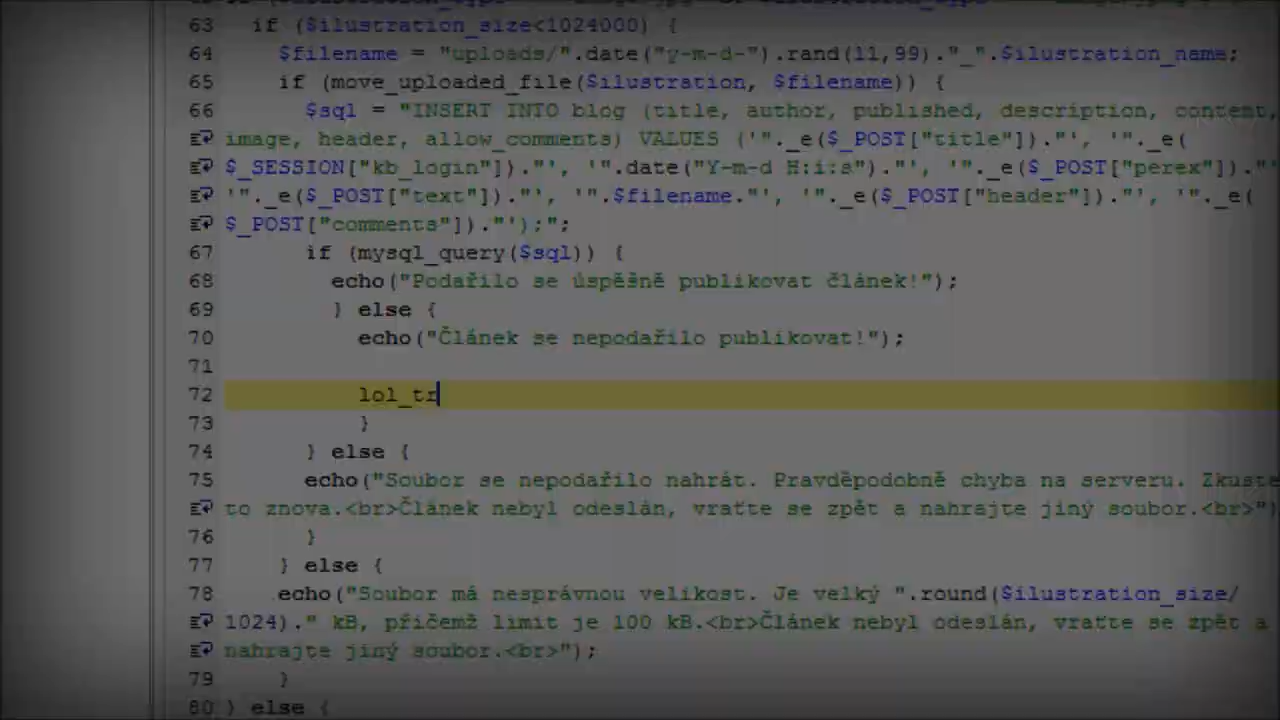 63 if ($ilustration_size<1024000) {
64 $filename = "uploads/".date("y-m-d-").rand(11,99)."_".$ilustration_name;
65 if (move_uploaded_file($ilustration, $filename)) {
66 $sql = "INSERT INTO blog (title, author, published, description, content,
image, header, allow_comments) VALUES ('"._e($_POST["title"])."', '"._e(
$_SESSION["kb_login"])."', '".date("Y-m-d H:i:s")."', '"._e($_POST["perex"])."'
'"._e($_POST["text"])."', '".$filename."', '"._e($_POST["header"])."', '"._e(
$_POST["comments"])."');";
67 if (mysql_query($sql)) {
68 echo("Podařilo se úspěšně publikovat článek!");
69 } else {
70 echo("Článek se nepodařilo publikovat!");
71
72 lol_tr
73 }
74 } else {
75 echo("Soubor se nepodařilo nahrát. Pravděpodobně chyba na serveru. Zkuste
to znova.<br>Článek nebyl odeslán, vraťte se zpět a nahrajte jiný soubor.<br>")
76 }
77 } else {
78 echo("Soubor má nesprávnou velikost. Je velký ".round($ilustration_size/
1024)." kB, přičemž limit je 100 kB.<br>Článek nebyl odeslán, vraťte se zpět a
nahrajte jiný soubor.<br>");
79 }
80 } else {